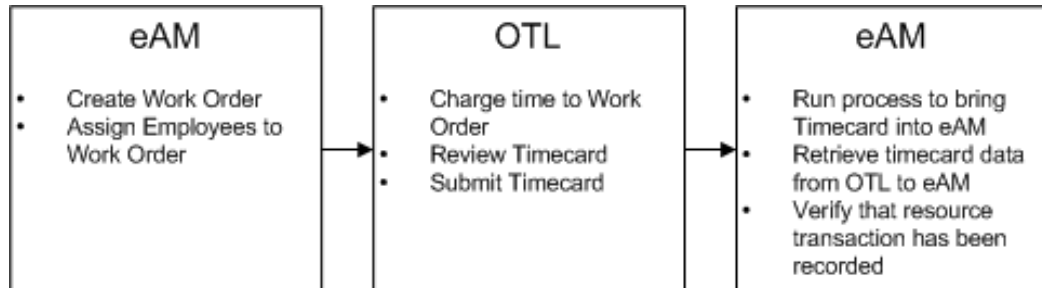 eAM
• Create Work Order
• Assign Employees to
Work Order
OTL
• Charge time to Work
Order
• Review Timecard
• Submit Timecard
eAM
• Run process to bring
Timecard into eAM
• Retrieve timecard data
from OTL to eAM
• Verify that resource
transaction has been
recorded